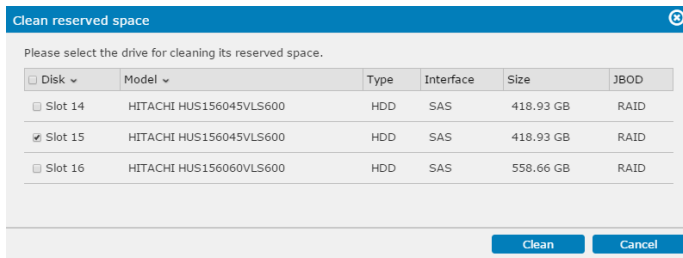 Clean reserved space
Please select the drive for cleaning its reserved space.
Disk Model Type Interface Size JBOD
Slot 14 HITACHI HUS156045VLS600 HDD SAS 418.93 GB RAID
Slot 15 HITACHI HUS156045VLS600 HDD SAS 418.93 GB RAID
Slot 16 HITACHI HUS156060VLS600 HDD SAS 558.66 GB RAID
Clean Cancel